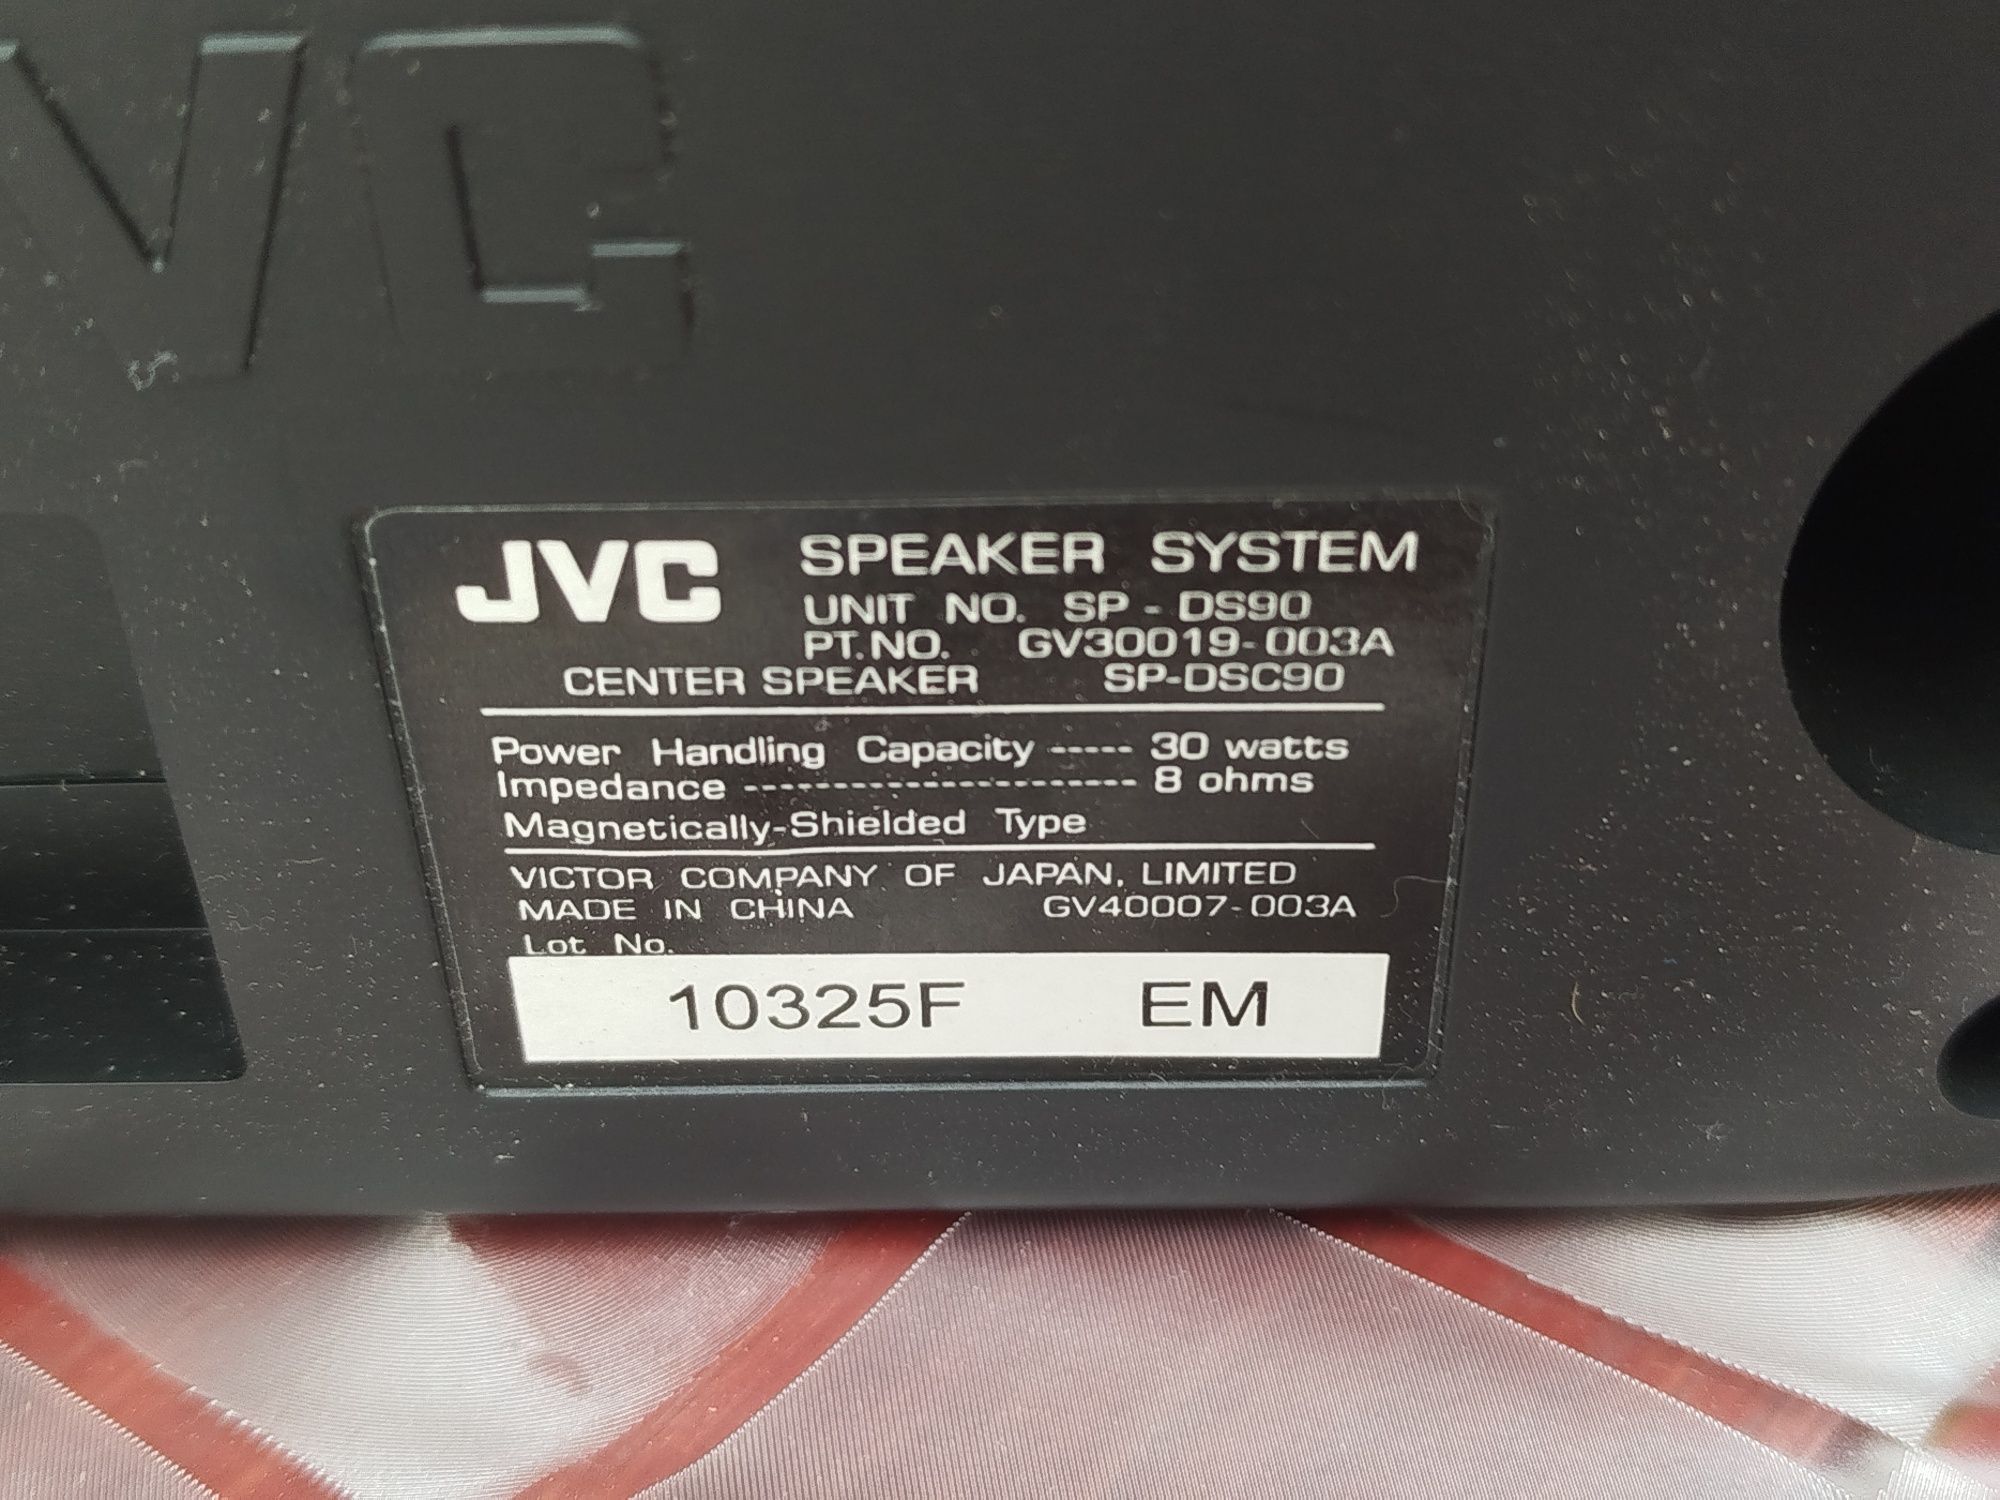 VC
JVC SPEAKER SYSTEM
UNIT NO. SP - DS90
PT.NO. GV30019-003A
CENTER SPEAKER SP-DSC90
Power Handling Capacity ----- 30 watts
Impedance ---------------------- 8 ohms
Magnetically-Shielded Type
VICTOR COMPANY OF JAPAN, LIMITED
MADE IN CHINA GV40007-003A
Lot No.
10325F EM